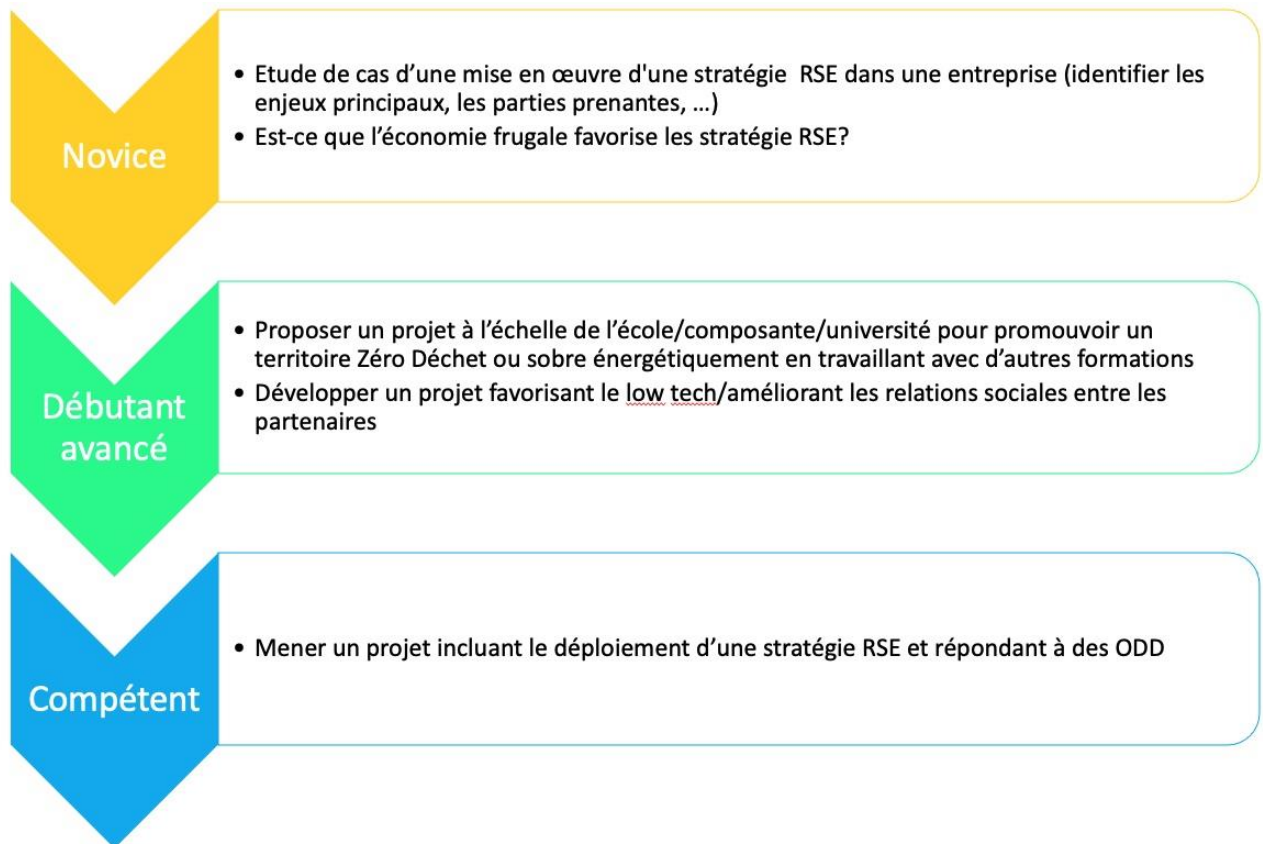 • Etude de cas d’une mise en œuvre d'une stratégie RSE dans une entreprise (identifier les
enjeux principaux, les parties prenantes, …)
• Est-ce que l’économie frugale favorise les stratégie RSE?
Novice
• Proposer un projet à l’échelle de l’école/composante/université pour promouvoir un
territoire Zéro Déchet ou sobre énergétiquement en travaillant avec d’autres formations
• Développer un projet favorisant le low tech/améliorant les relations sociales entre les
partenaires
Débutant
avancé
• Mener un projet incluant le déploiement d’une stratégie RSE et répondant à des ODD
Compétent